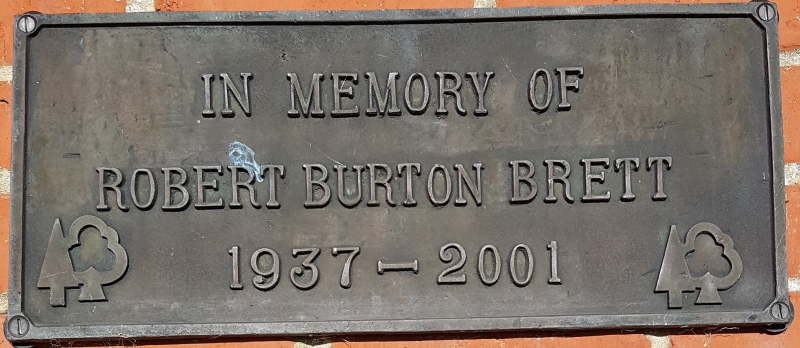 IN MEMORY OF
ROBERT BURTON BRETT
1937 – 2001